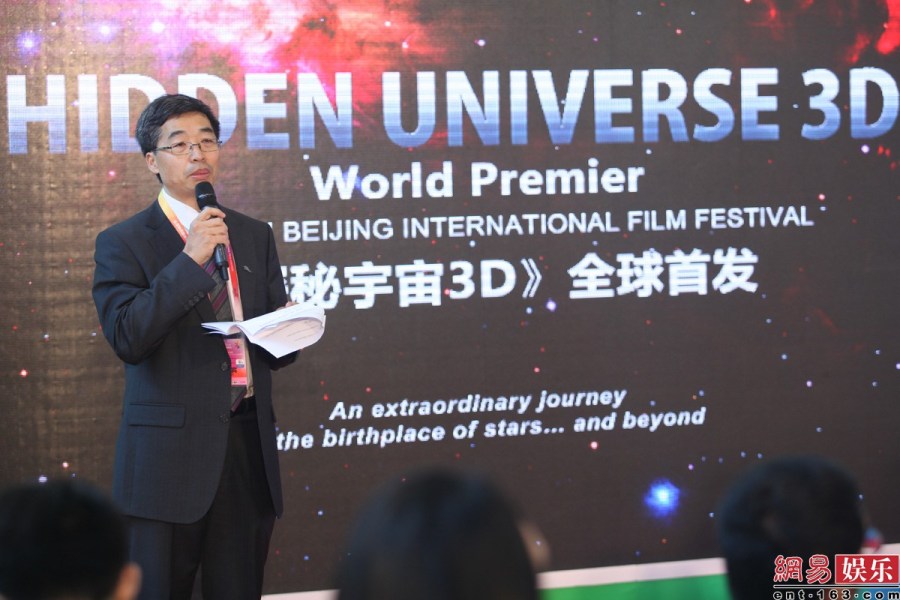 HIDDEN UNIVERSE 3D
World Premier
BEIJING INTERNATIONAL FILM FESTIVAL
秘宇宙3D》全球首发
An extraordinary journey
the birthplace of stars... and beyond
網易 娱乐
ent·163.com